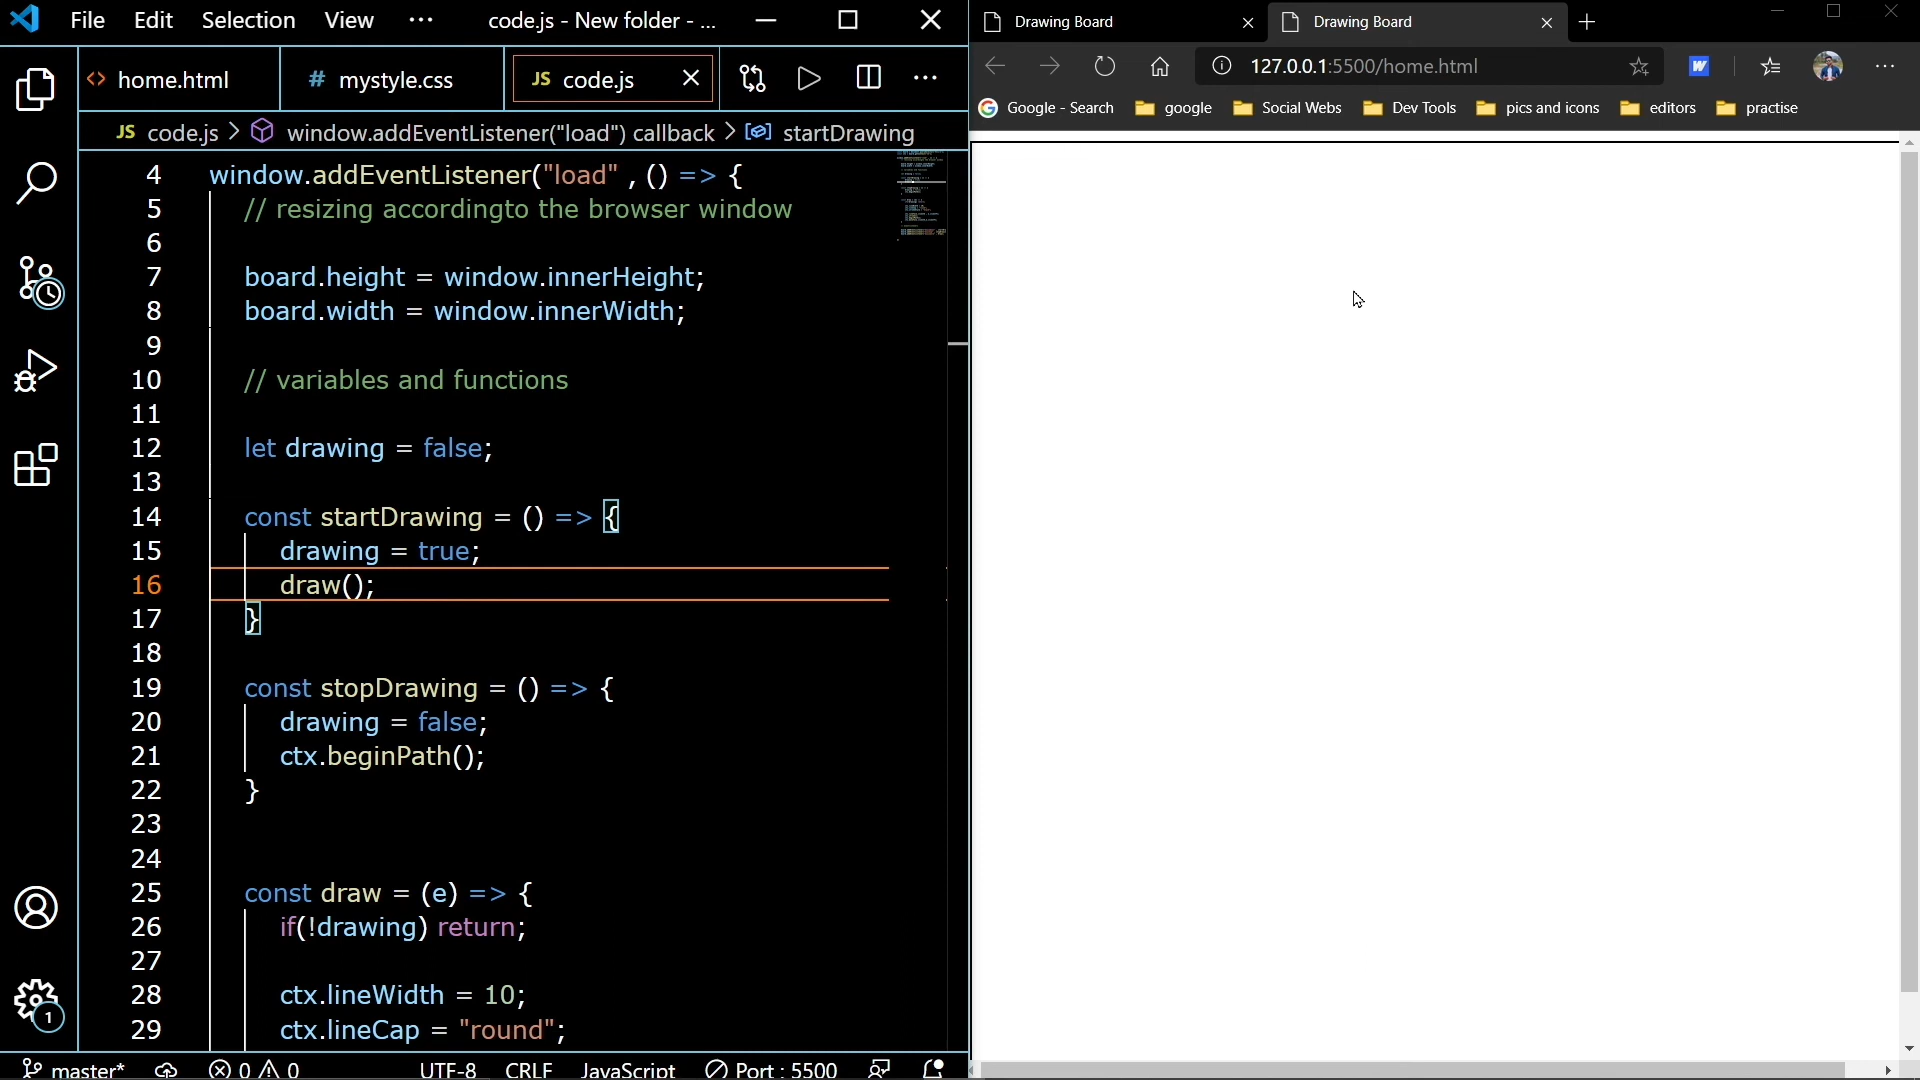 File Edit Selection View ··· code.js - New folder - ...
home.html # mystyle.css JS code.js
JS code.js > window.addEventListener("load") callback > startDrawing
4 window.addEventListener("load" , () => {
5 // resizing accordingto the browser window
6
7 board.height = window.innerHeight;
8 board.width = window.innerWidth;
9
10 // variables and functions
11
12 let drawing = false;
13
14 const startDrawing = () => {
15 drawing = true;
16 draw();
17 }
18
19 const stopDrawing = () => {
20 drawing = false;
21 ctx.beginPath();
22 }
23
24
25 const draw = (e) => {
26 if(!drawing) return;
27
28 ctx.lineWidth = 10;
29 ctx.lineCap = "round";
1
master* 0 0 UTF-8 CRLF JavaScript Port : 5500
Drawing Board Drawing Board
127.0.0.1:5500/home.html W
Google - Search google Social Webs Dev Tools pics and icons editors practise